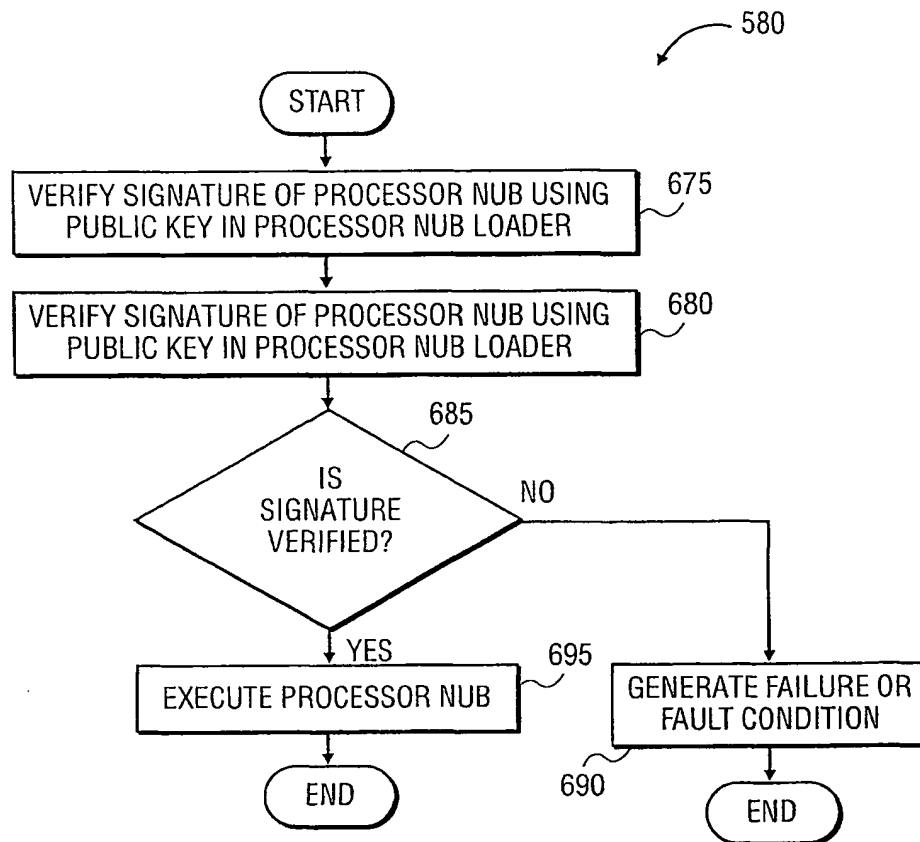 580
START
VERIFY SIGNATURE OF PROCESSOR NUB USING
PUBLIC KEY IN PROCESSOR NUB LOADER
675
VERIFY SIGNATURE OF PROCESSOR NUB USING
PUBLIC KEY IN PROCESSOR NUB LOADER
680
685
IS
SIGNATURE
VERIFIED?
NO
YES
EXECUTE PROCESSOR NUB
695
GENERATE FAILURE OR
FAULT CONDITION
690
END
END